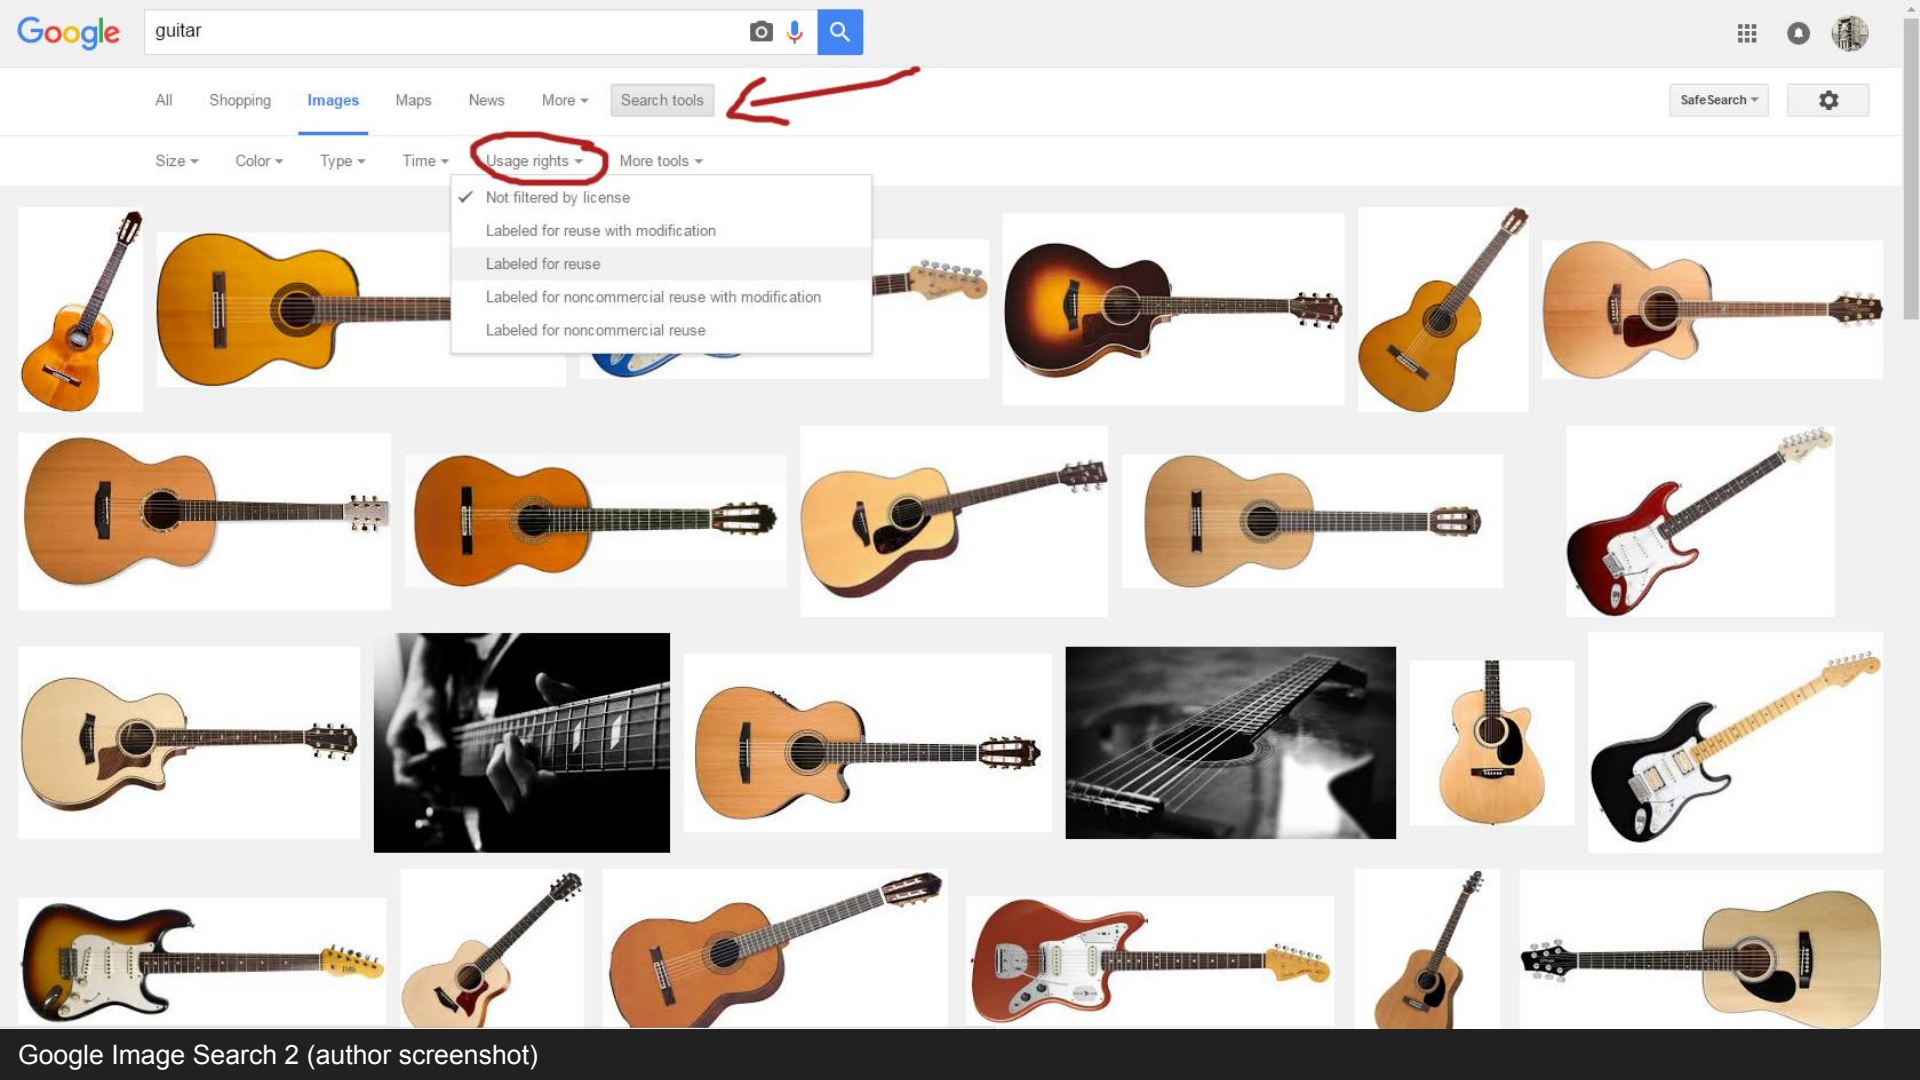 Google
guitar
All Shopping Images Maps News More Search tools SafeSearch
Size Color Type Time Usage rights More tools
Not filtered by license
Labeled for reuse with modification
Labeled for reuse
Labeled for noncommercial reuse with modification
Labeled for noncommercial reuse
Google Image Search 2 (author screenshot)